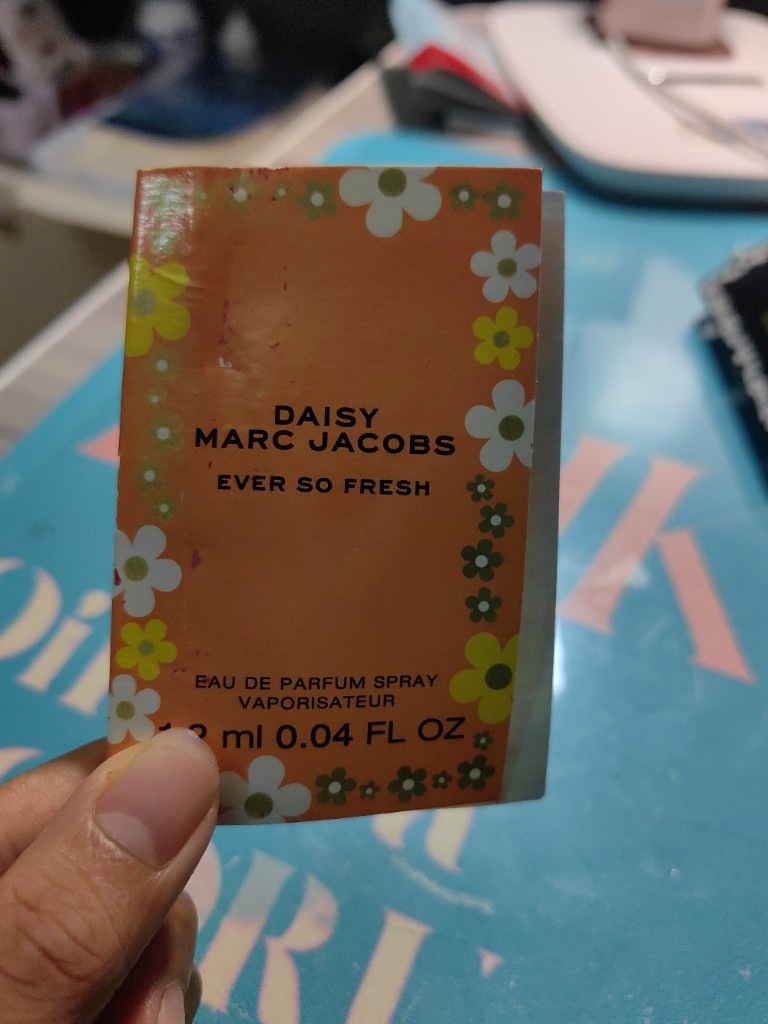 DAISY
MARC JACOBS
EVER SO FRESH
EAU DE PARFUM SPRAY
VAPORISATEUR
ml 0.04 FL OZ